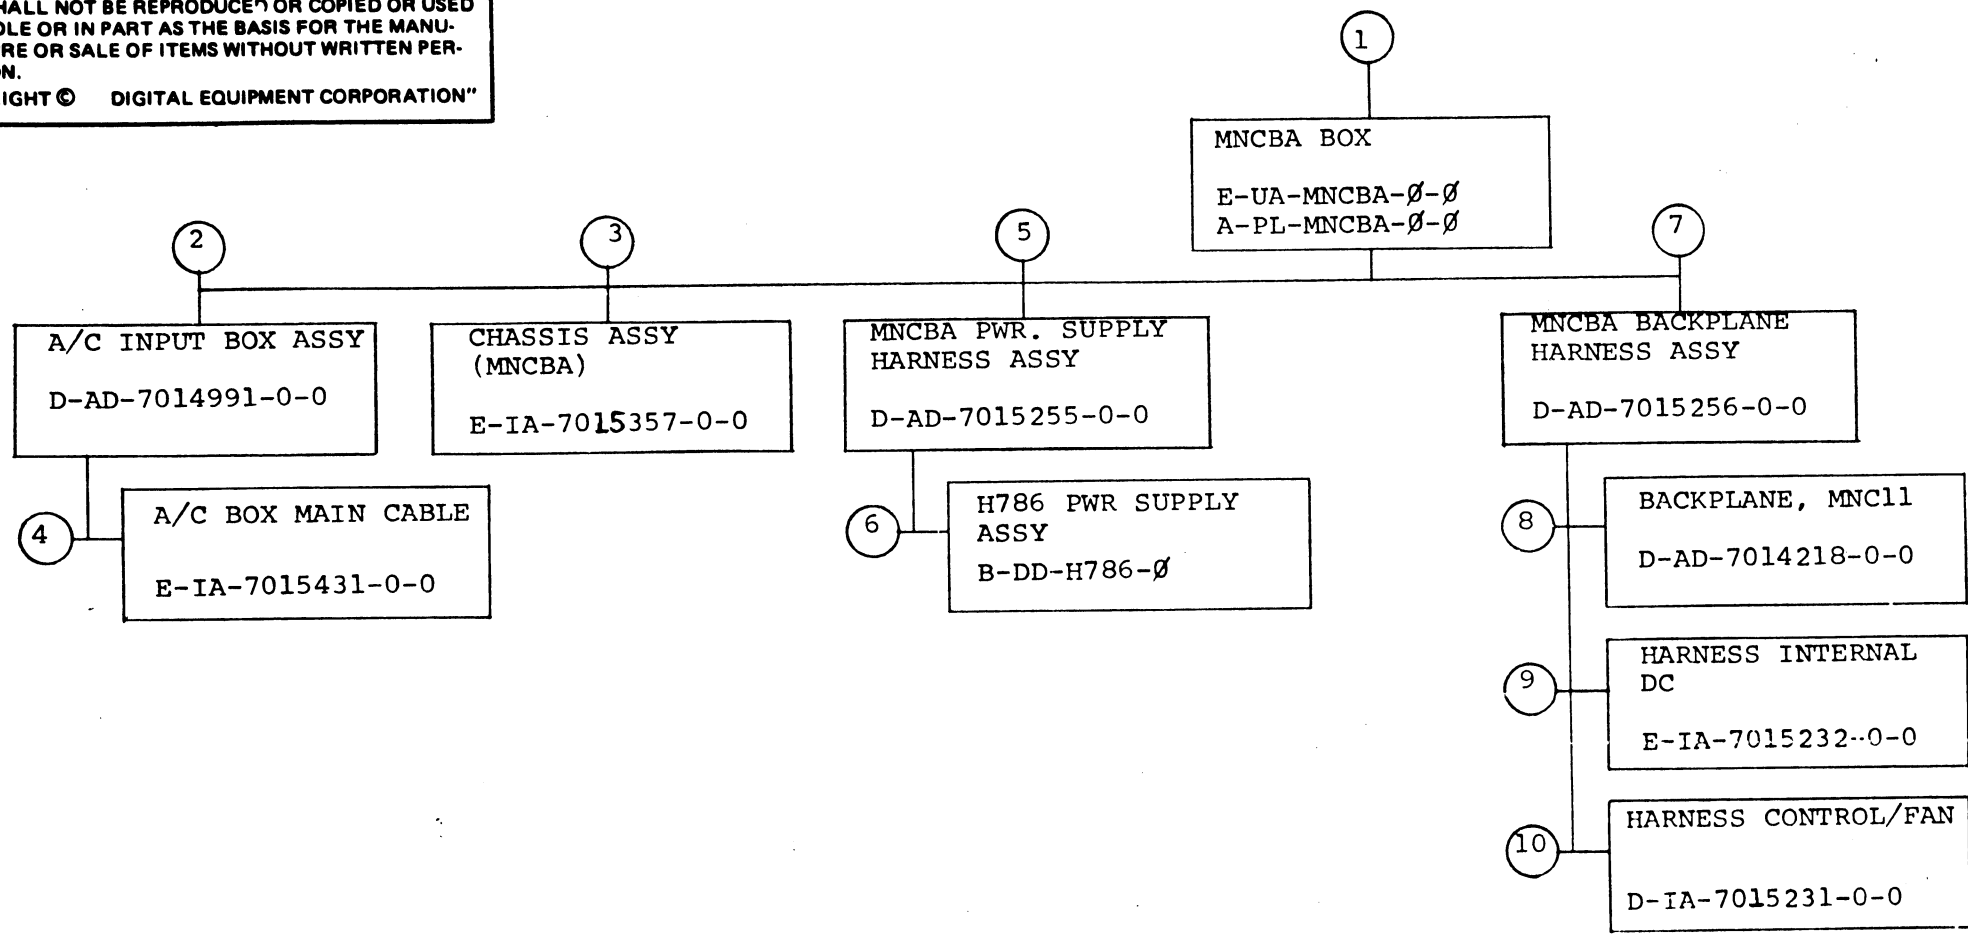 HALL NOT BE REPRODUCED OR COPIED OR USED
OLE OR IN PART AS THE BASIS FOR THE MANU-
RE OR SALE OF ITEMS WITHOUT WRITTEN PER-
ON.
IGHT © DIGITAL EQUIPMENT CORPORATION"
1
MNCBA BOX
E-UA-MNCBA-Ø-Ø
A-PL-MNCBA-Ø-Ø
2
3
5
7
A/C INPUT BOX ASSY
D-AD-7014991-0-0
CHASSIS ASSY
(MNCBA)
E-IA-7015357-0-0
MNCBA PWR. SUPPLY
HARNESS ASSY
D-AD-7015255-0-0
MNCBA BACKPLANE
HARNESS ASSY
D-AD-7015256-0-0
4
A/C BOX MAIN CABLE
E-IA-7015431-0-0
6
H786 PWR SUPPLY
ASSY
B-DD-H786-Ø
8
BACKPLANE, MNC11
D-AD-7014218-0-0
9
HARNESS INTERNAL
DC
E-IA-7015232-0-0
10
HARNESS CONTROL/FAN
D-IA-7015231-0-0